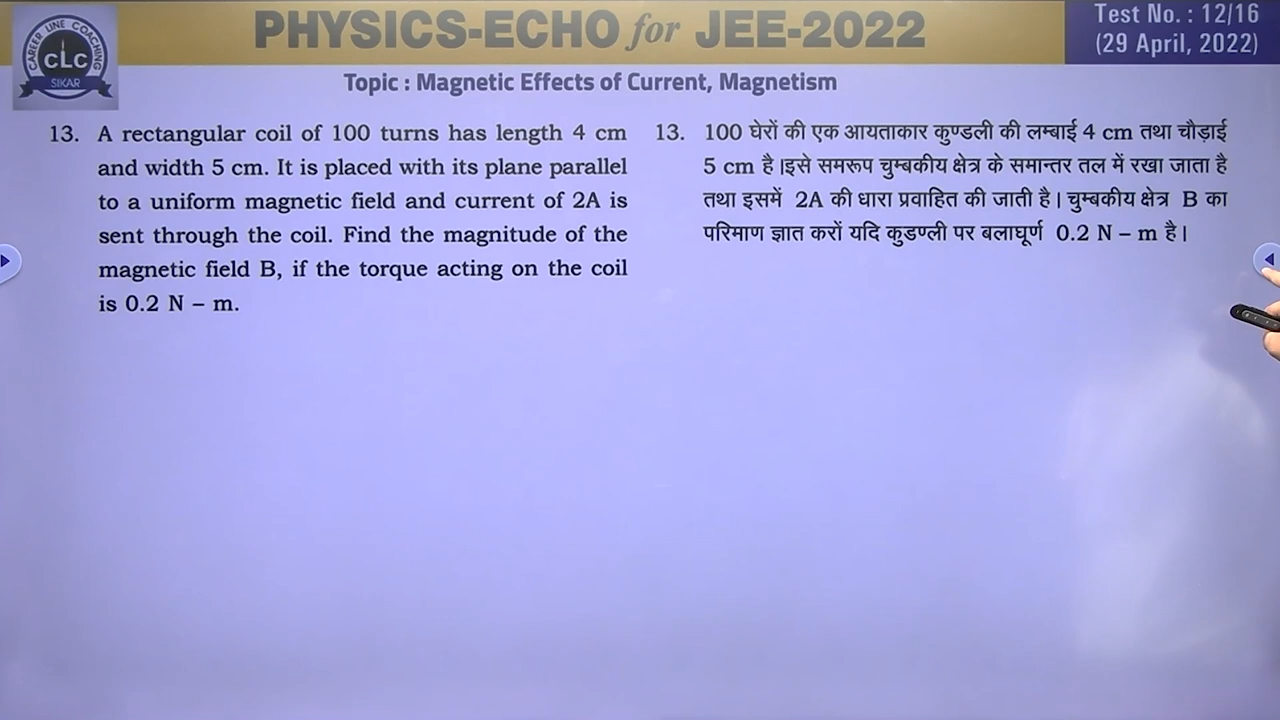 CAREER LINE COACHING
CLC
SIKAR
PHYSICS-ECHO for JEE-2022
Test No. : 12/16
(29 April, 2022)
Topic : Magnetic Effects of Current, Magnetism
13. A rectangular coil of 100 turns has length 4 cm
and width 5 cm. It is placed with its plane parallel
to a uniform magnetic field and current of 2A is
sent through the coil. Find the magnitude of the
magnetic field B, if the torque acting on the coil
is 0.2 N – m.
13. 100 घेरों की एक आयताकार कुण्डली की लम्बाई 4 cm तथा चौड़ाई
5 cm है।इसे समरूप चुम्बकीय क्षेत्र के समान्तर तल में रखा जाता है
तथा इसमें 2A की धारा प्रवाहित की जाती है। चुम्बकीय क्षेत्र B का
परिमाण ज्ञात करों यदि कुडण्ली पर बलाघूर्ण 0.2 N – m है।